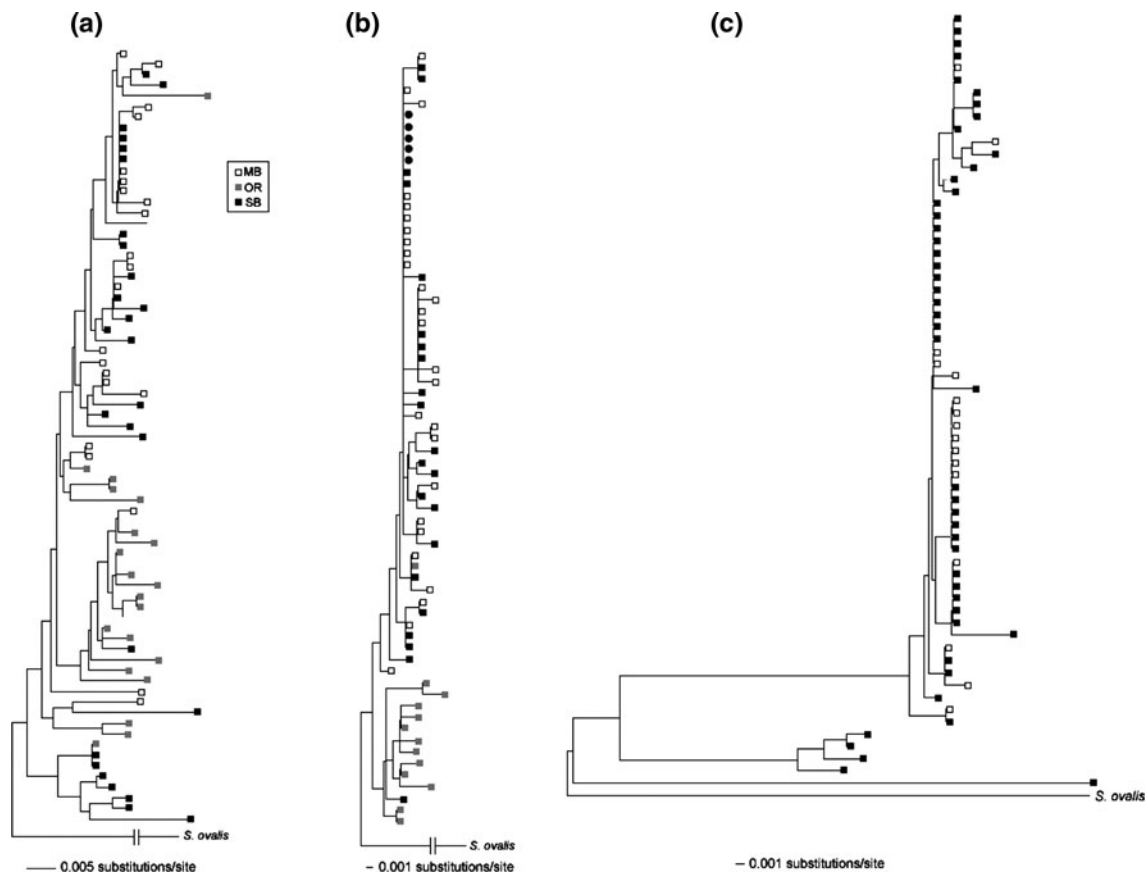 (a)
(b)
(c)
MB
OR
SB
S. ovalis
S. ovalis
S. ovalis
0.005 substitutions/site
0.001 substitutions/site
0.001 substitutions/site